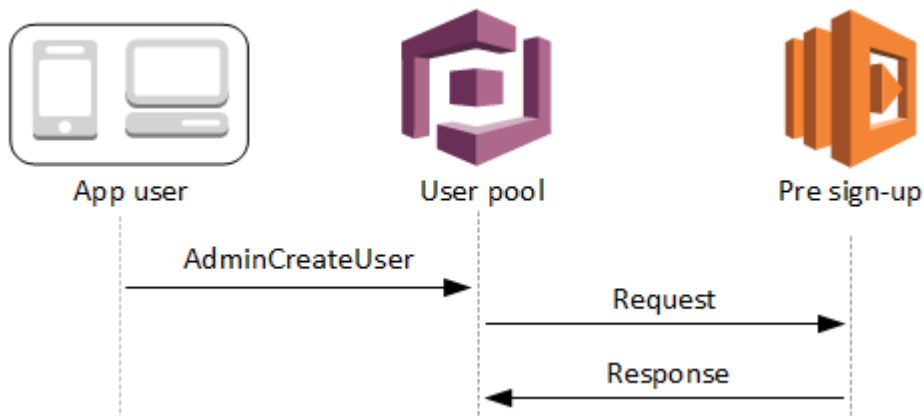 App user
User pool
Pre sign-up
AdminCreateUser
Request
Response